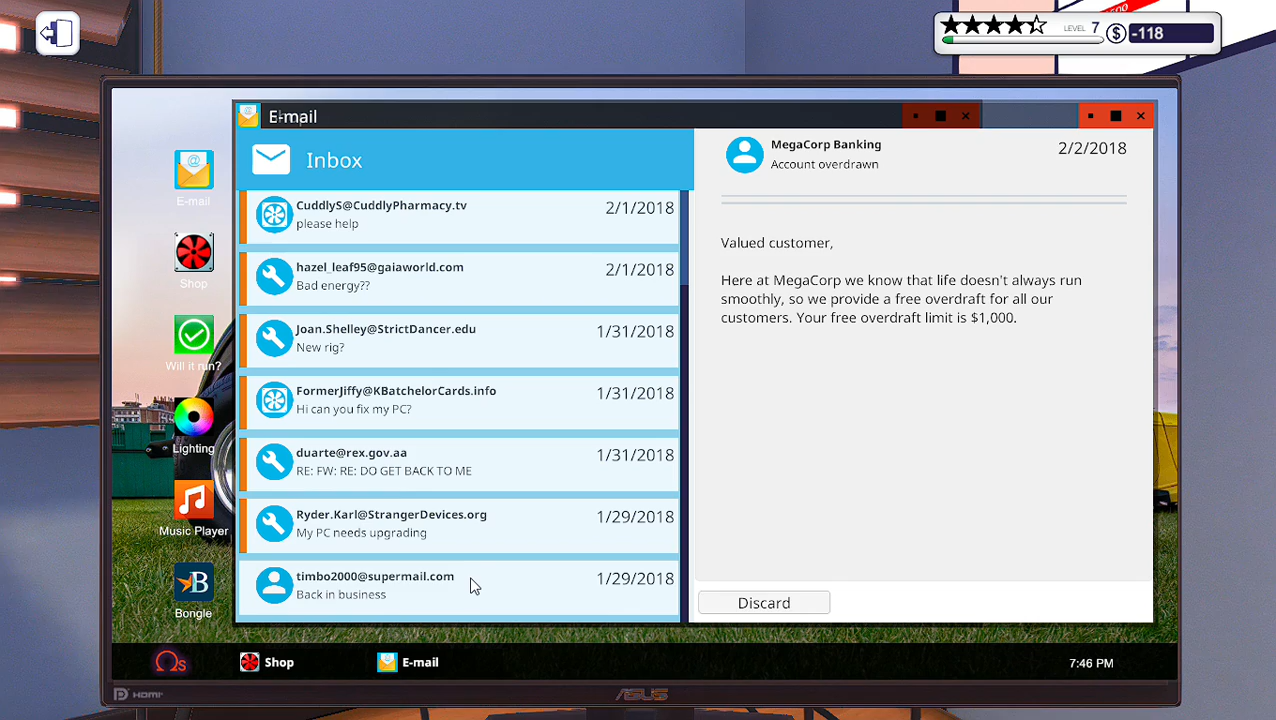 LEVEL 7
$ -118
E-mail
Inbox
CuddlyS@CuddlyPharmacy.tv
please help
2/1/2018
hazel_leaf95@gaiaworld.com
Bad energy??
2/1/2018
Joan.Shelley@StrictDancer.edu
New rig?
1/31/2018
FormerJiffy@KBatchelorCards.info
Hi can you fix my PC?
1/31/2018
duarte@rex.gov.aa
RE: FW: RE: DO GET BACK TO ME
1/31/2018
Ryder.Karl@StrangerDevices.org
My PC needs upgrading
1/29/2018
timbo2000@supermail.com
Back in business
1/29/2018
MegaCorp Banking
Account overdrawn
2/2/2018
Valued customer,
Here at MegaCorp we know that life doesn't always run
smoothly, so we provide a free overdraft for all our
customers. Your free overdraft limit is $1,000.
Discard
E-mail
Shop
Will it run?
Lighting
Music Player
B
Bongle
Ωs
Shop
E-mail
7:46 PM
HDMI
ASUS